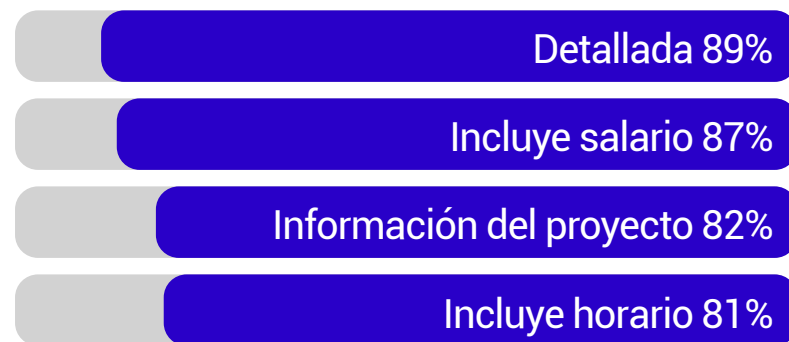 Detallada 89%
Incluye salario 87%
Información del proyecto 82%
Incluye horario 81%